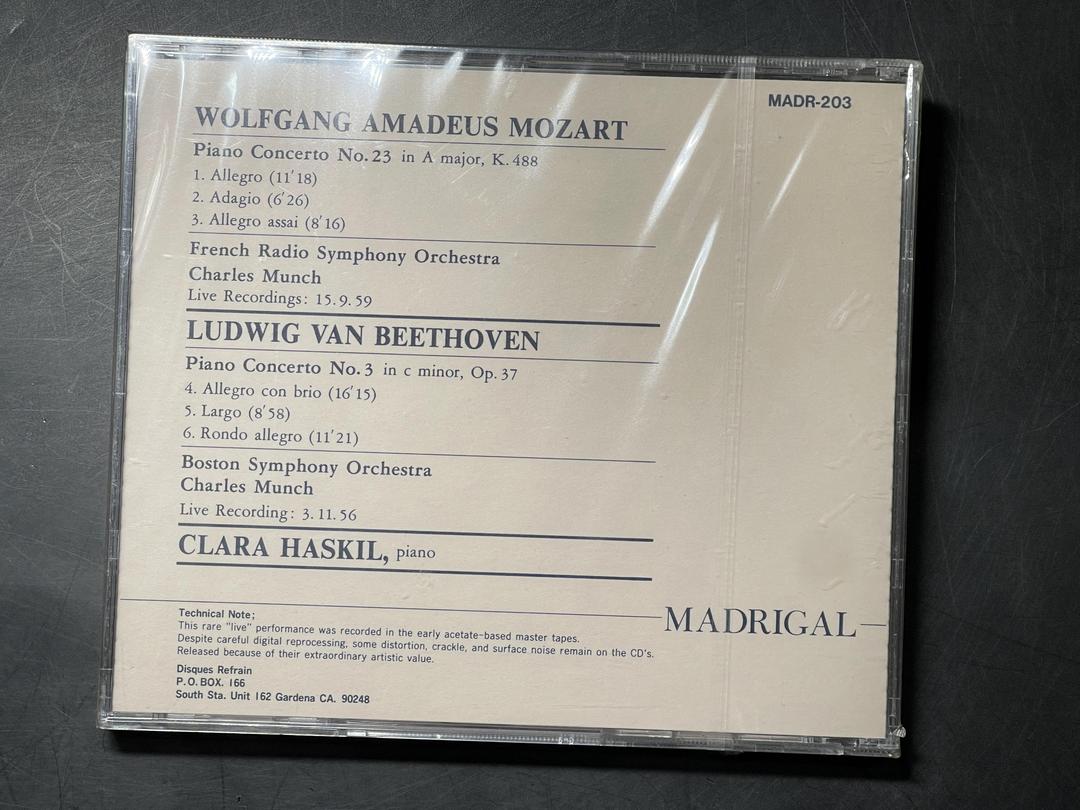 MADR-203
WOLFGANG AMADEUS MOZART
Piano Concerto No. 23 in A major, K. 488
1. Allegro (11'18)
2. Adagio (6'26)
3. Allegro assai (8'16)
French Radio Symphony Orchestra
Charles Munch
Live Recordings: 15. 9. 59
LUDWIG VAN BEETHOVEN
Piano Concerto No. 3 in c minor, Op. 37
4. Allegro con brio (16'15)
5. Largo (8'58)
6. Rondo allegro (11'21)
Boston Symphony Orchestra
Charles Munch
Live Recording: 3. 11. 56
CLARA HASKIL, piano
MADRIGAL
Technical Note;
This rare "live" performance was recorded in the early acetate-based master tapes.
Despite careful digital reprocessing, some distortion, crackle, and surface noise remain on the CD's.
Released because of their extraordinary artistic value.
Disques Refrain
P. O. BOX. 166
South Sta. Unit 162 Gardena CA. 90248